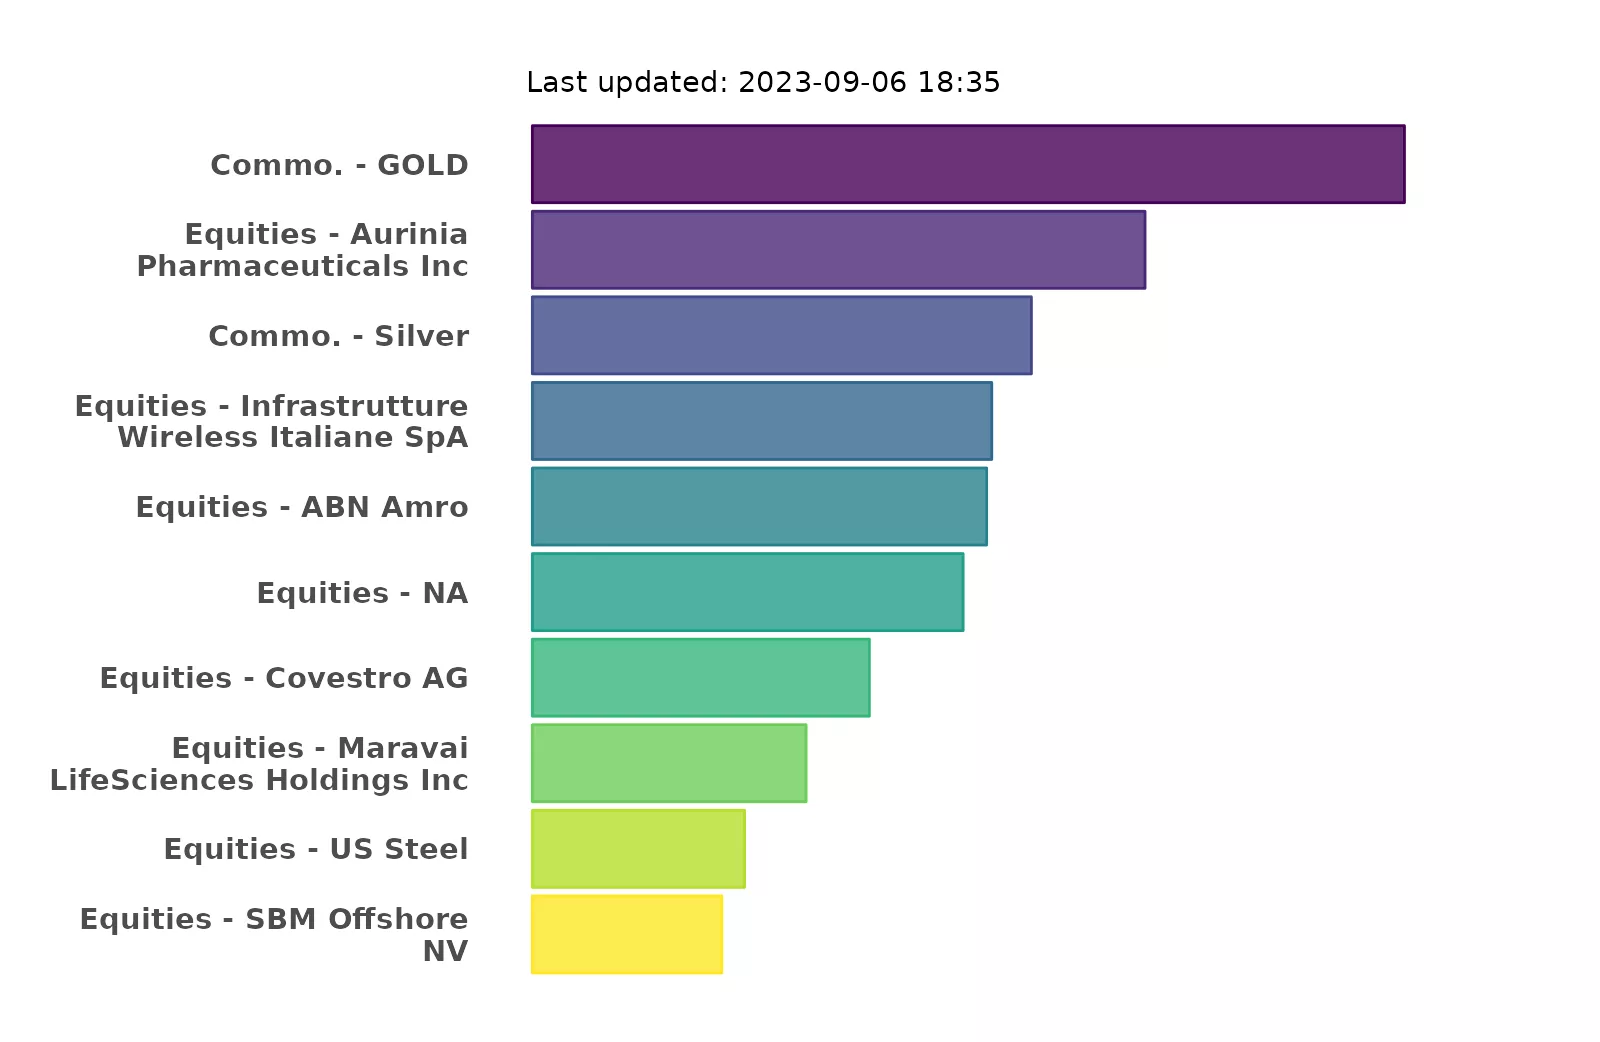 Last updated: 2023-09-06 18:35
Commo. - GOLD
Equities - Aurinia
Pharmaceuticals Inc
Commo. - Silver
Equities - Infrastrutture
Wireless Italiane SpA
Equities - ABN Amro
Equities - NA
Equities - Covestro AG
Equities - Maravai
LifeSciences Holdings Inc
Equities - US Steel
Equities - SBM Offshore
NV